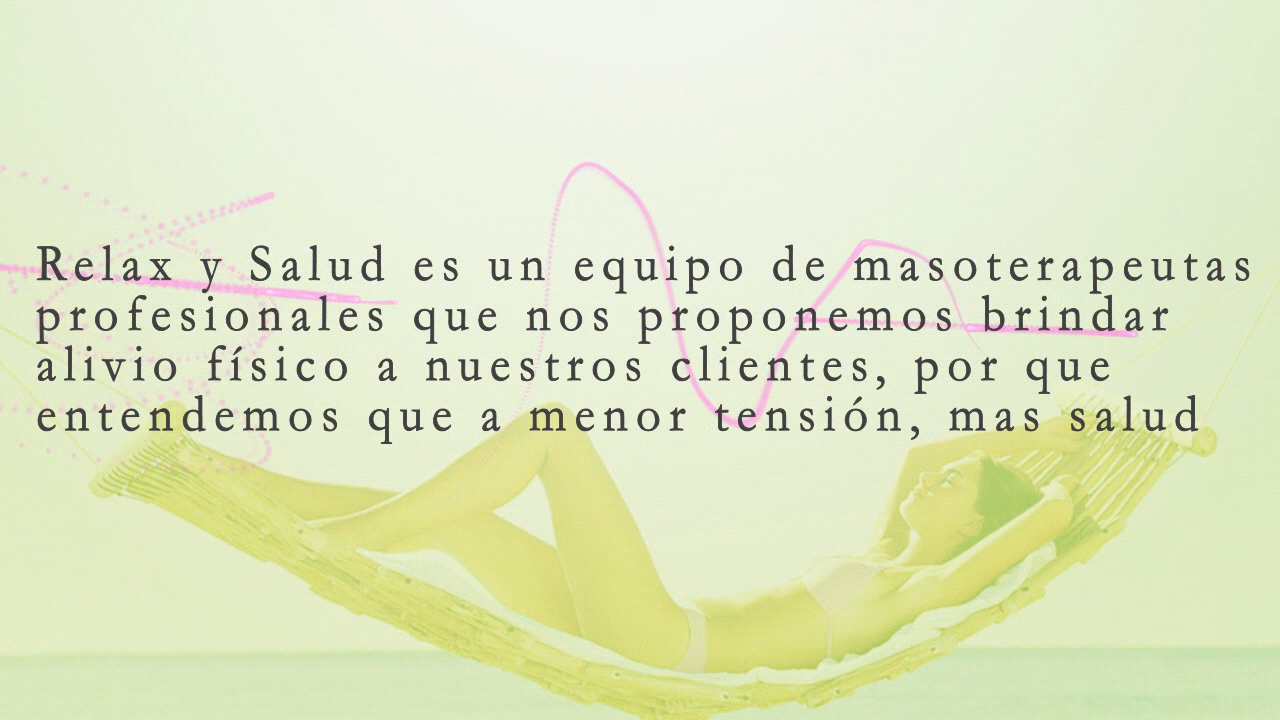 Relax y Salud es un equipo de masoterapeutas
profesionales que nos proponemos brindar
alivio físico a nuestros clientes, por que
entendemos que a menor tensión, mas salud